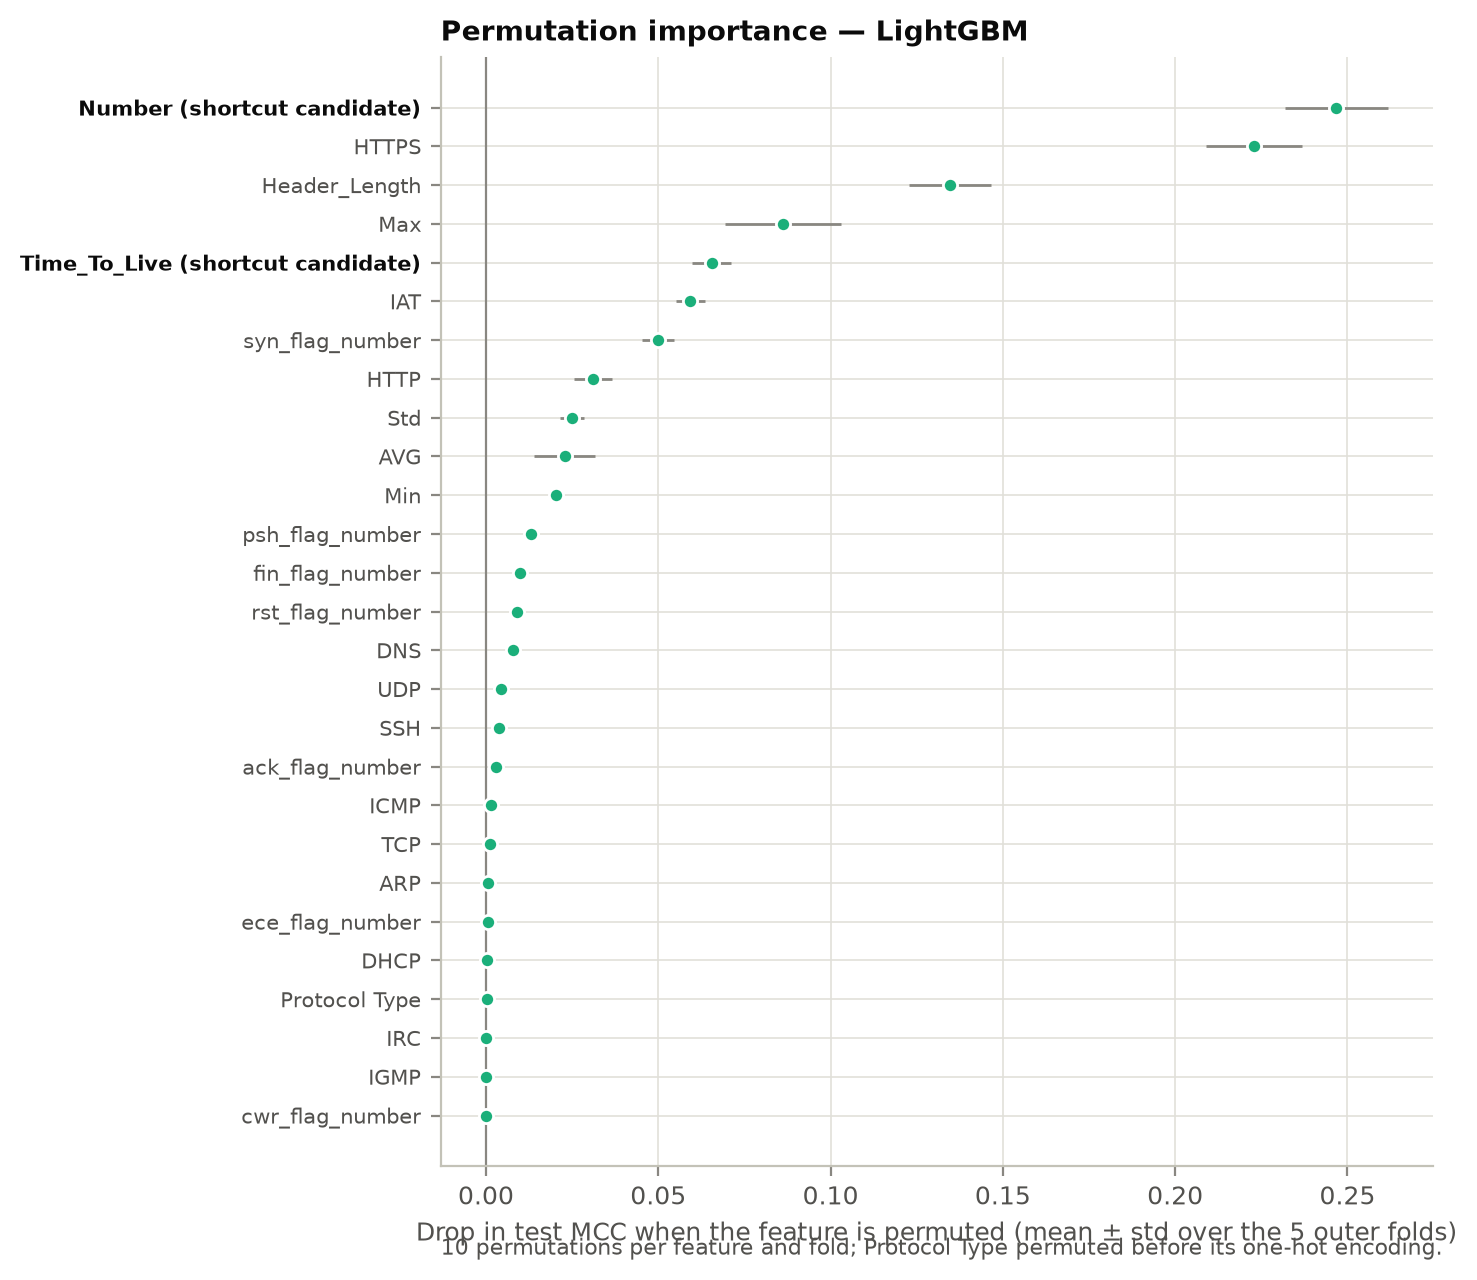 Permutation importance — LightGBM
Number (shortcut candidate)
HTTPS
Header_Length
Max
Time_To_Live (shortcut candidate)
IAT
syn_flag_number
HTTP
Std
AVG
Min
psh_flag_number
fin_flag_number
rst_flag_number
DNS
UDP
SSH
ack_flag_number
ICMP
TCP
ARP
ece_flag_number
DHCP
Protocol Type
IRC
IGMP
cwr_flag_number
0.00 0.05 0.10 0.15 0.20 0.25
Drop in test MCC when the feature is permuted (mean ± std over the 5 outer folds)
10 permutations per feature and fold; Protocol Type permuted before its one-hot encoding.